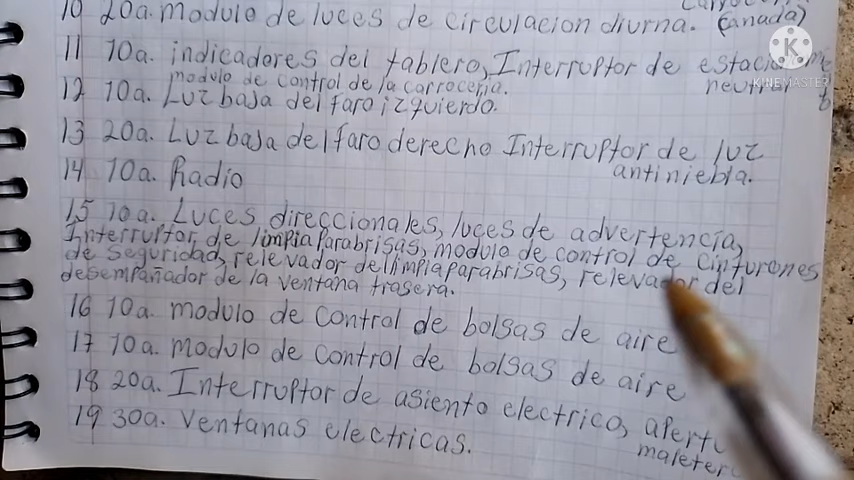 10 20a. modulo de luces de circulacion diurna. (canada)
11 10a. indicadores del tablero, Interruptor de
neutral
modulo de control de la carroceria.
12 10a. Luz baja del faro izquierdo.
13 20a. Luz baja del faro derecho Interruptor de luz
antiniebla.
14 10a. Radio
15 10a. Luces direccionales, luces de advertencia,
Interruptor de limpiaparabrisas, modulo de control de cinturones
de seguridad, relevador del limpiaparabrisas, relevador del
desempañador de la ventana trasera.
16 10a. modulo de control de bolsas de aire
17 10a. modulo de control de bolsas de aire
18 20a. Interruptor de asiento electrico,
19 30a. Ventanas electricas.
K
KINEMASTER